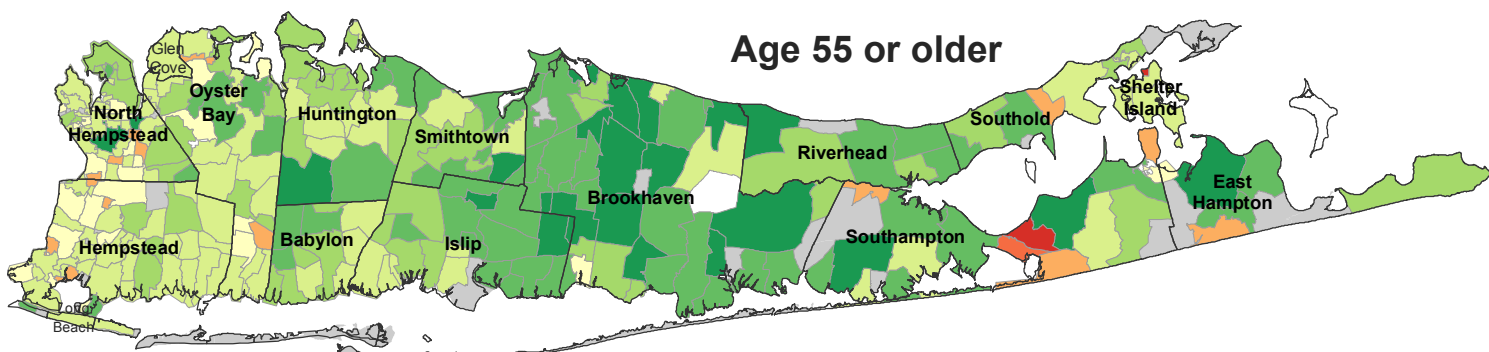 Age 55 or older
Glen
Cove
Oyster
Bay
North
Hempstead
Huntington
Smithtown
Brookhaven
Riverhead
Southold
Shelter
Island
East
Hampton
Southampton
Hempstead
Babylon
Islip
Long
Beach